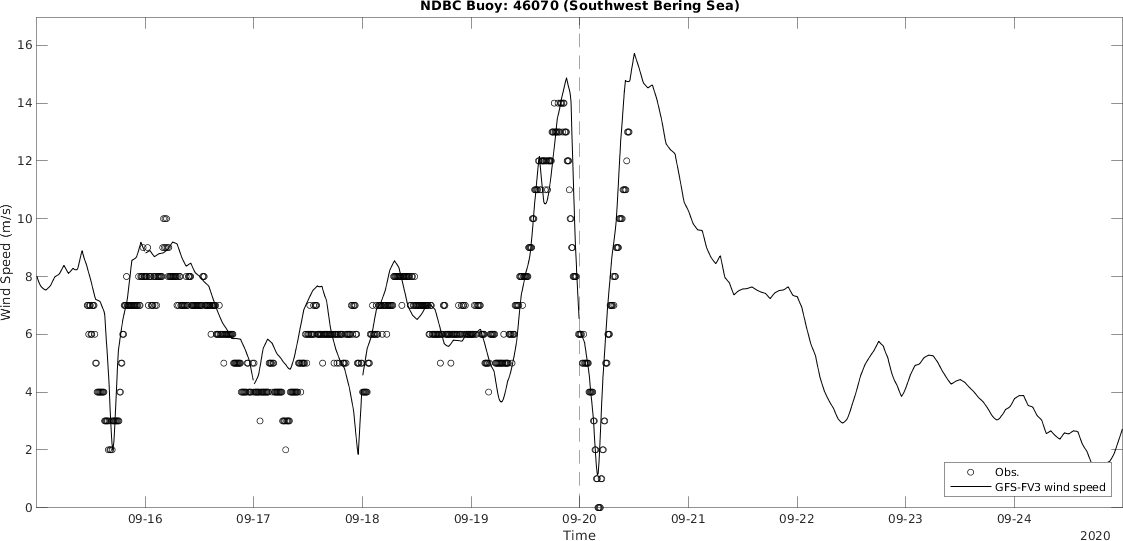 NDBC Buoy: 46070 (Southwest Bering Sea)
Wind Speed (m/s)
16
14
12
10
8
6
4
2
0
Obs.
GFS-FV3 wind speed
09-16 09-17 09-18 09-19 09-20 09-21 09-22 09-23 09-24
Time
2020